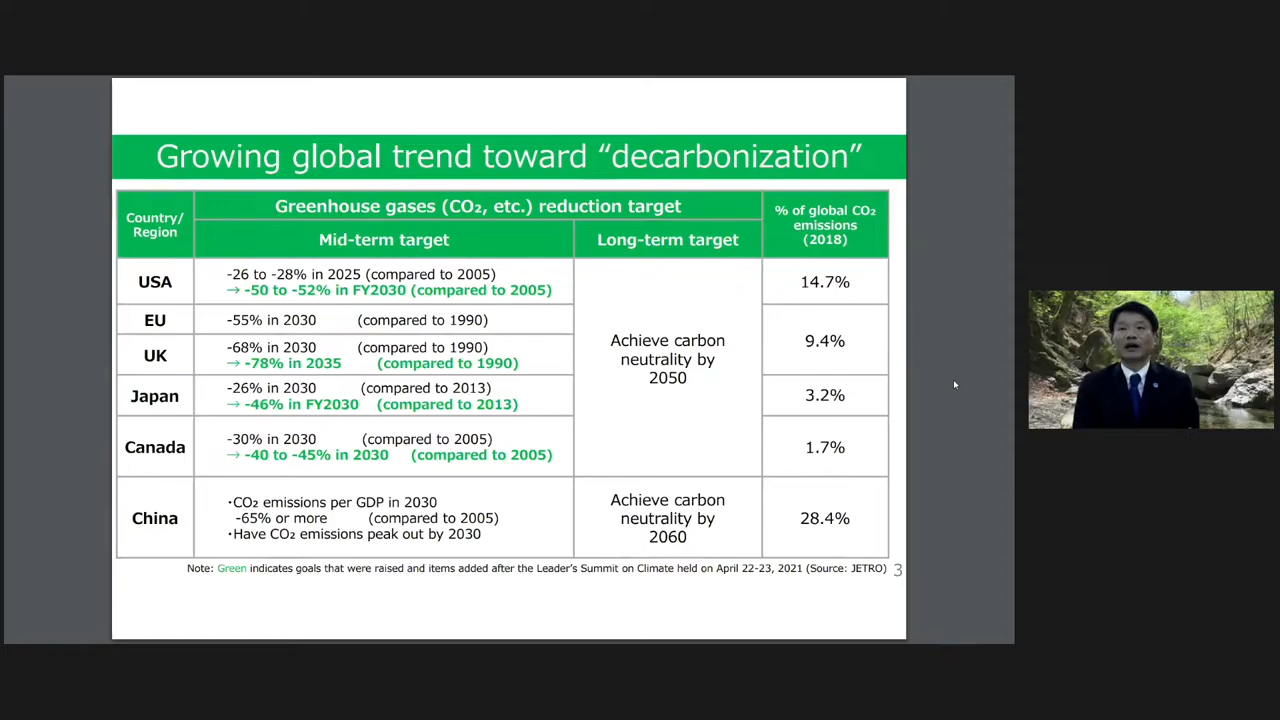 Growing global trend toward “decarbonization”
Country/
Region
Greenhouse gases (CO₂, etc.) reduction target
Mid-term target
Long-term target
% of global CO₂
emissions
(2018)
USA
-26 to -28% in 2025 (compared to 2005)
→ -50 to -52% in FY2030 (compared to 2005)
14.7%
EU
-55% in 2030 (compared to 1990)
UK
-68% in 2030 (compared to 1990)
→ -78% in 2035 (compared to 1990)
9.4%
Achieve carbon
neutrality by
2050
Japan
-26% in 2030 (compared to 2013)
→ -46% in FY2030 (compared to 2013)
3.2%
Canada
-30% in 2030 (compared to 2005)
→ -40 to -45% in 2030 (compared to 2005)
1.7%
China
・CO₂ emissions per GDP in 2030
-65% or more (compared to 2005)
・Have CO₂ emissions peak out by 2030
Achieve carbon
neutrality by
2060
28.4%
Note: Green indicates goals that were raised and items added after the Leader’s Summit on Climate held on April 22-23, 2021 (Source: JETRO)
3